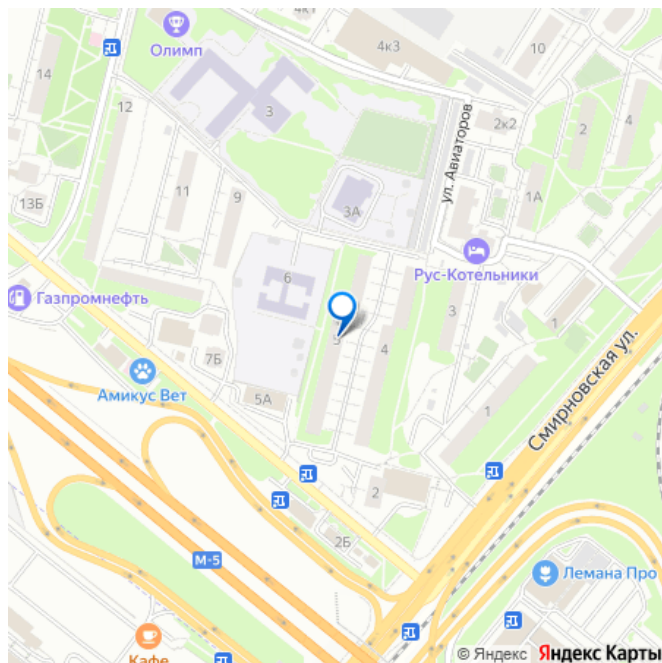 4к1
Олимп
4к3
10
14
3
12
ул. Авиаторов
2к2
2
4
11
9
3А
1А
13Б
Рус-Котельники
6
Газпромнефть
3
1
5
4
7Б
Смирновская ул.
Амикус Вет
5А
1
2
2Б
М-5
Лемана Про
Кафе
© Яндекс Яндекс Карты